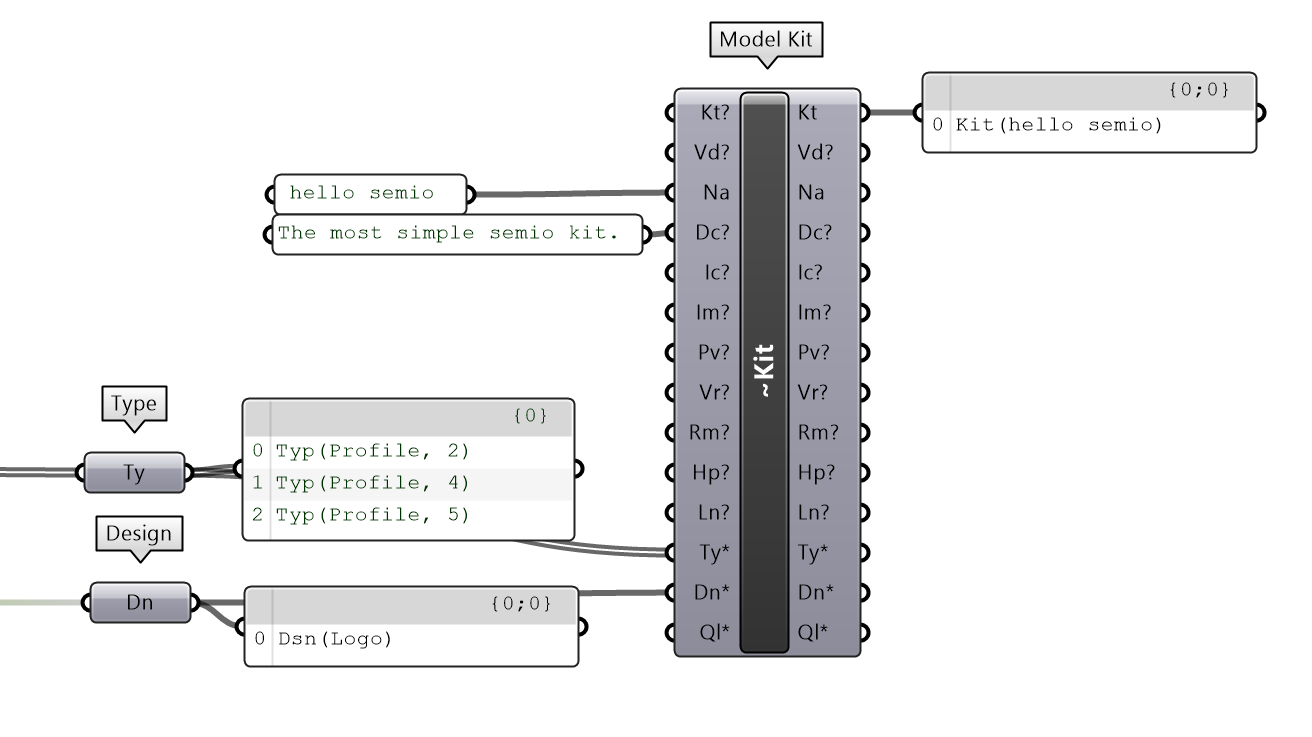 Model Kit
{0;0}
0 Kit(hello semio)
Kt? Kt
Vd? Vd?
hello semio
Na Na
The most simple semio kit.
Dc? Dc?
Ic? Ic?
Im? Im?
~Kit
Pv? Pv?
Vr? Vr?
Rm? Rm?
Hp? Hp?
Ln? Ln?
Ty* Ty*
Dn* Dn*
Ql* Ql*
Type
Ty
{0}
0 Typ(Profile, 2)
1 Typ(Profile, 4)
2 Typ(Profile, 5)
Design
Dn
{0;0}
0 Dsn(Logo)